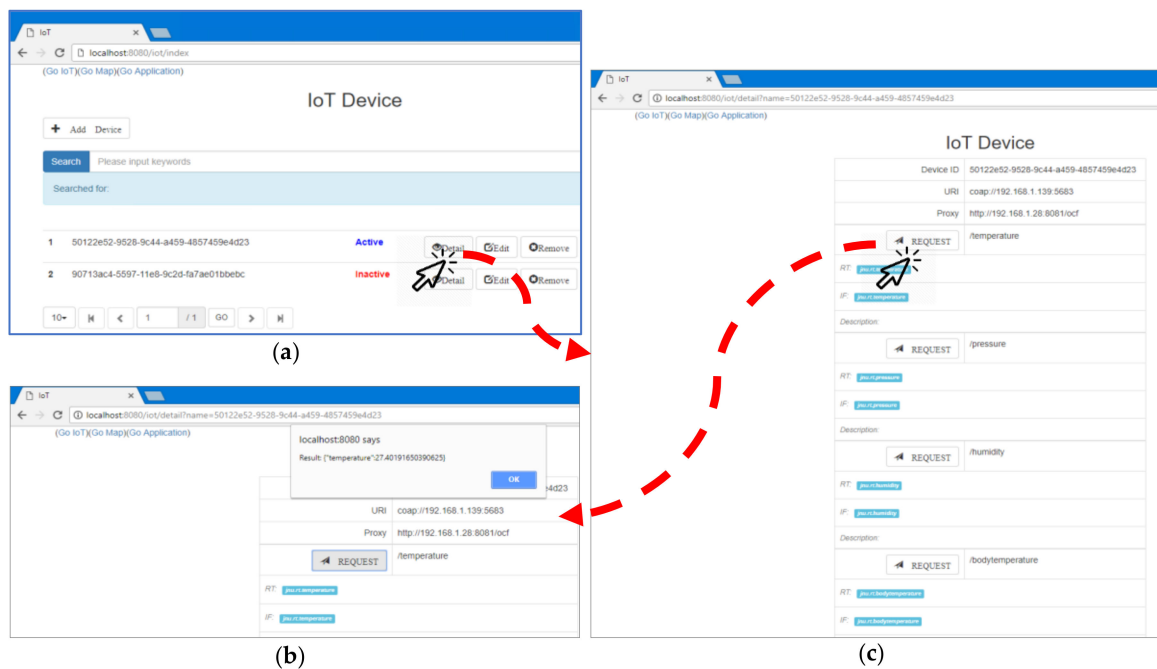 IoT
localhost:8080/iot/index
(Go IoT)(Go Map)(Go Application)
IoT Device
+ Add Device
Search Please input keywords
Searched for:
1 50122e52-9528-9c44-a459-4857459e4d23 Active Detail Edit Remove
2 90713ac4-5597-11e8-9c2d-fa7ae01bbebc Inactive Detail Edit Remove
10 1 / 1 GO
(a)
IoT
localhost:8080/iot/detail?name=50122e52-9528-9c44-a459-4857459e4d23
(Go IoT)(Go Map)(Go Application)
localhost:8080 says
Result: {"temperature":27.40191650390625}
OK
e4d23
URI coap://192.168.1.139:5683
Proxy http://192.168.1.28:8081/ocf
REQUEST /temperature
RT: jnu.rt.temperature
IF: jnu.rt.temperature
(b)
IoT
localhost:8080/iot/detail?name=50122e52-9528-9c44-a459-4857459e4d23
(Go IoT)(Go Map)(Go Application)
IoT Device
Device ID 50122e52-9528-9c44-a459-4857459e4d23
URI coap://192.168.1.139:5683
Proxy http://192.168.1.28:8081/ocf
REQUEST /temperature
RT:
IF: jnu.rt.temperature
Description:
REQUEST /pressure
RT: jnu.rt.pressure
IF: jnu.rt.pressure
Description:
REQUEST /humidity
RT: jnu.rt.humidity
IF: jnu.rt.humidity
Description:
REQUEST /bodytemperature
RT: jnu.rt.bodytemperature
IF: jnu.rt.bodytemperature
(c)